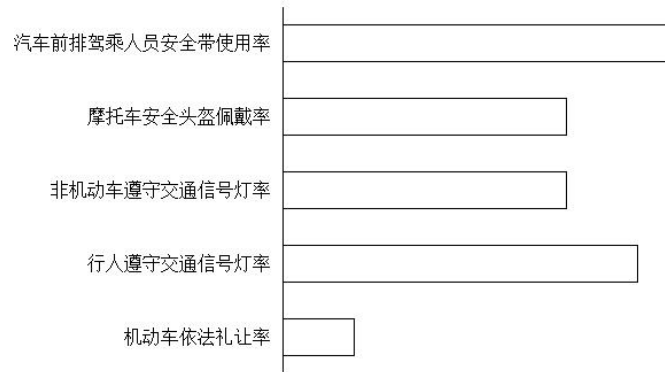 汽车前排驾乘人员安全带使用率
摩托车安全头盔佩戴率
非机动车遵守交通信号灯率
行人遵守交通信号灯率
机动车依法礼让率